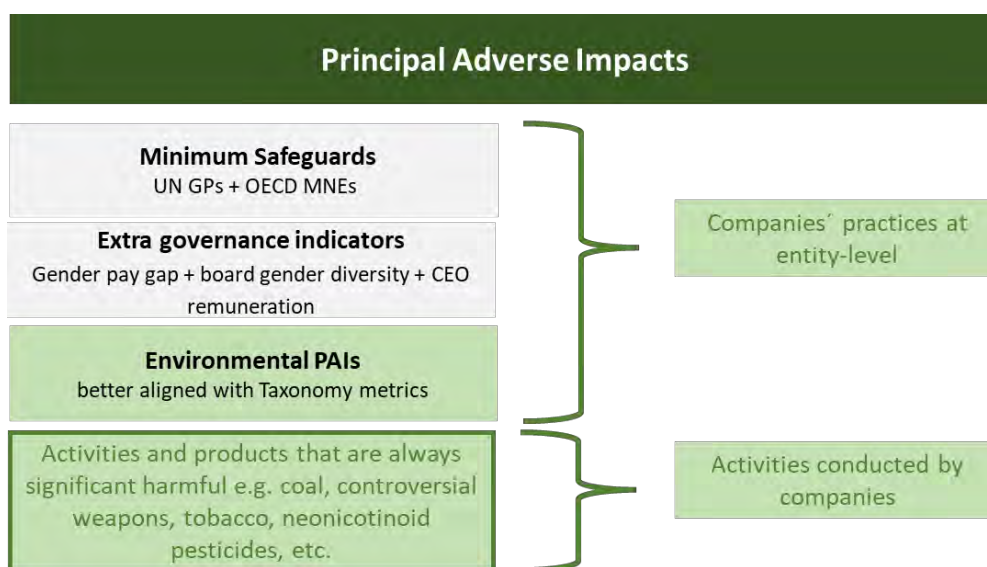 Principal Adverse Impacts
Minimum Safeguards
UN GPs + OECD MNEs
Extra governance indicators
Gender pay gap + board gender diversity + CEO
remuneration
Environmental PAIs
better aligned with Taxonomy metrics
Activities and products that are always
significant harmful e.g. coal, controversial
weapons, tobacco, neonicotinoid
pesticides, etc.
Companies´ practices at
entity-level
Activities conducted by
companies